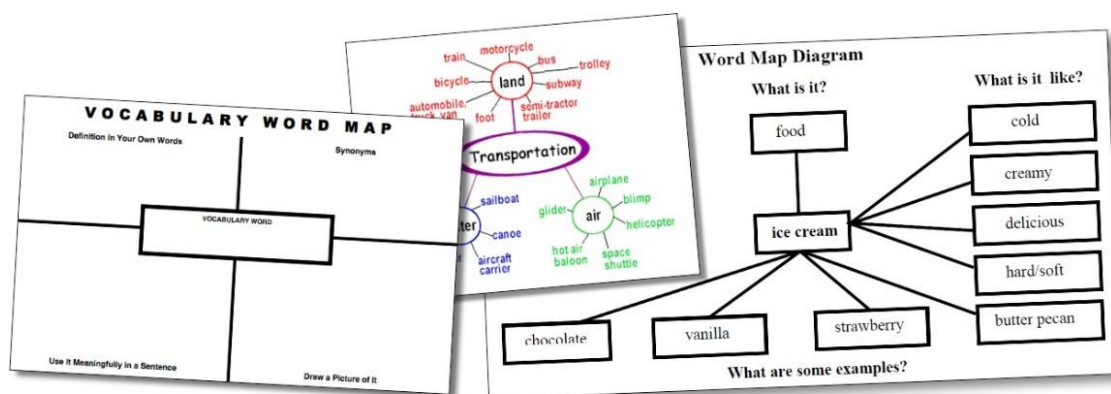 VOCABULARY WORD MAP
Definition in Your Own Words
Synonyms
VOCABULARY WORD
Use It Meaningfully in a Sentence
Draw a Picture of It
motorcycle
train
bus
trolley
bicycle
land
subway
automobile,
truck, van
foot
semi-tractor
trailer
Transportation
sailboat
canoe
aircraft
carrier
airplane
glider
blimp
air
helicopter
hot air
baloon
space
shuttle
Word Map Diagram
What is it?
What is it like?
food
cold
creamy
ice cream
delicious
hard/soft
butter pecan
chocolate
vanilla
strawberry
What are some examples?